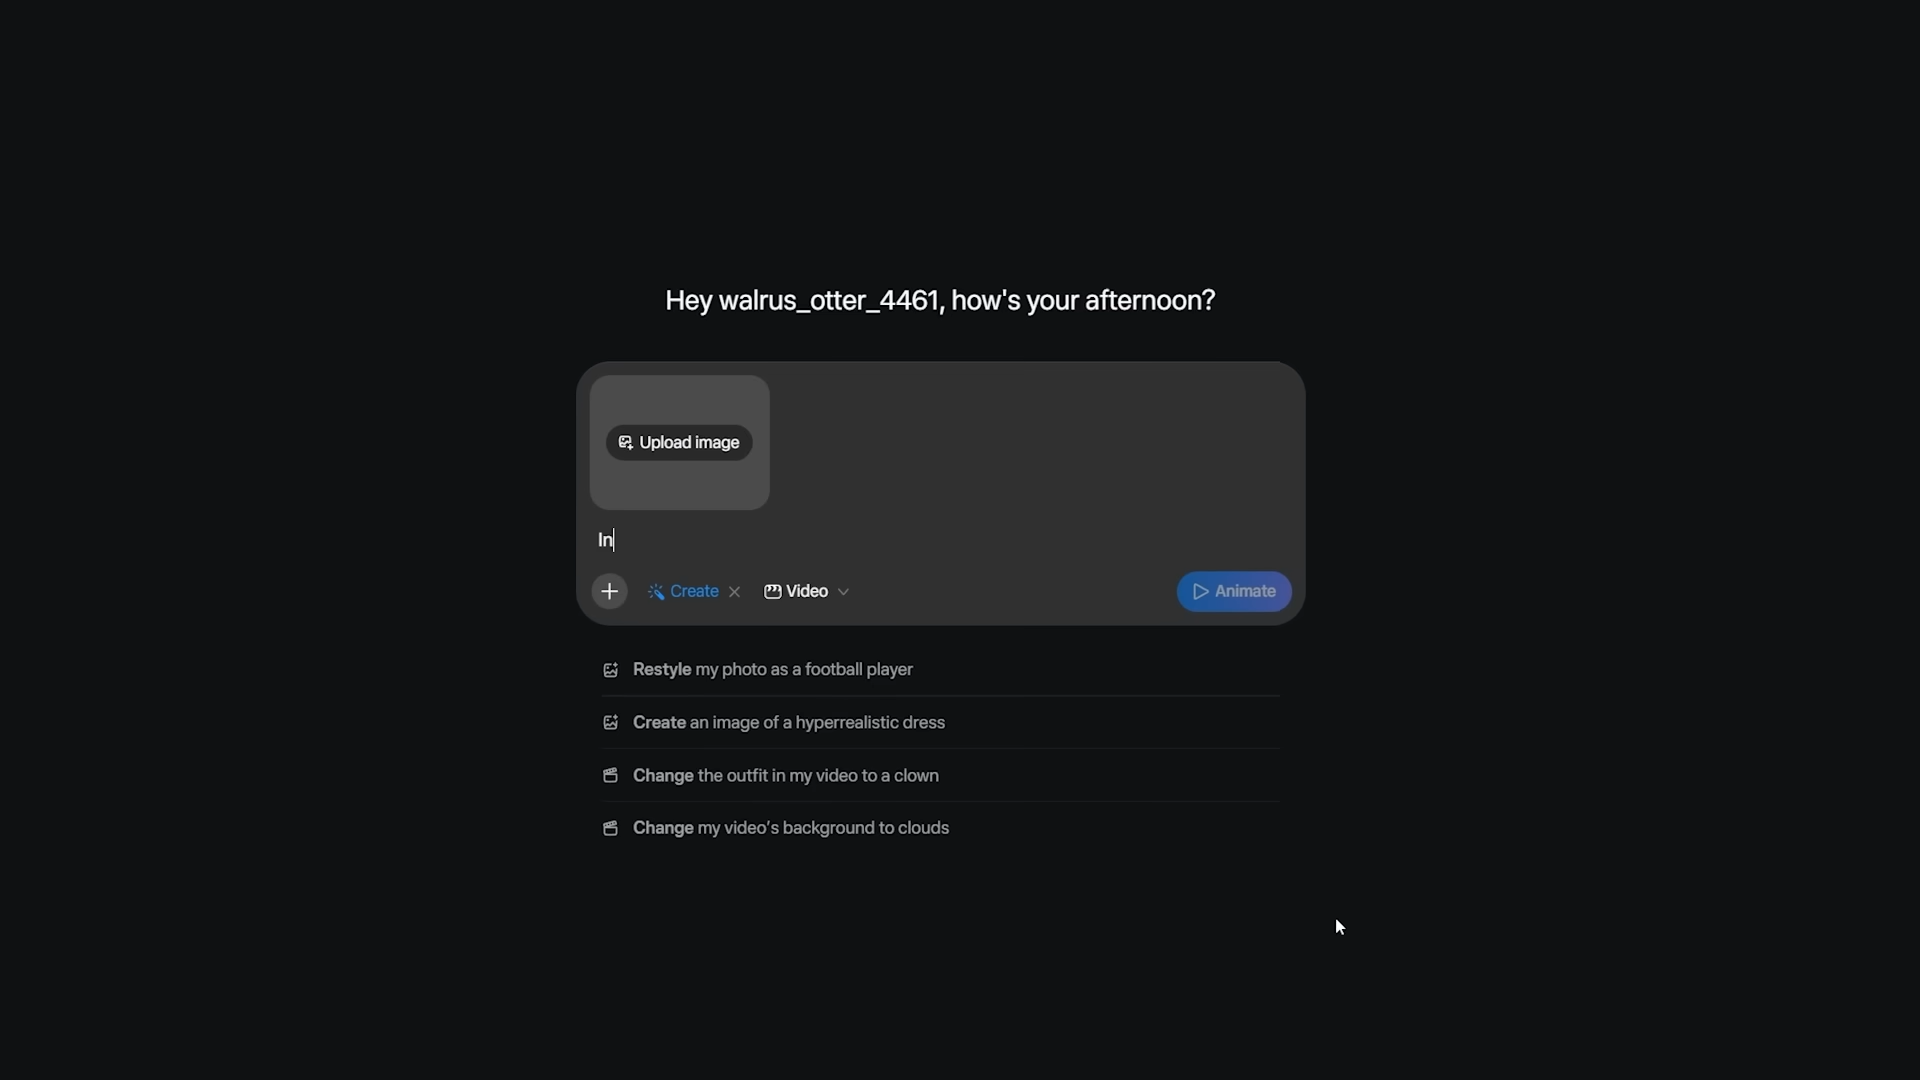 Hey walrus_otter_4461, how's your afternoon?
Upload image
In
Create
Video
Animate
Restyle my photo as a football player
Create an image of a hyperrealistic dress
Change the outfit in my video to a clown
Change my video's background to clouds